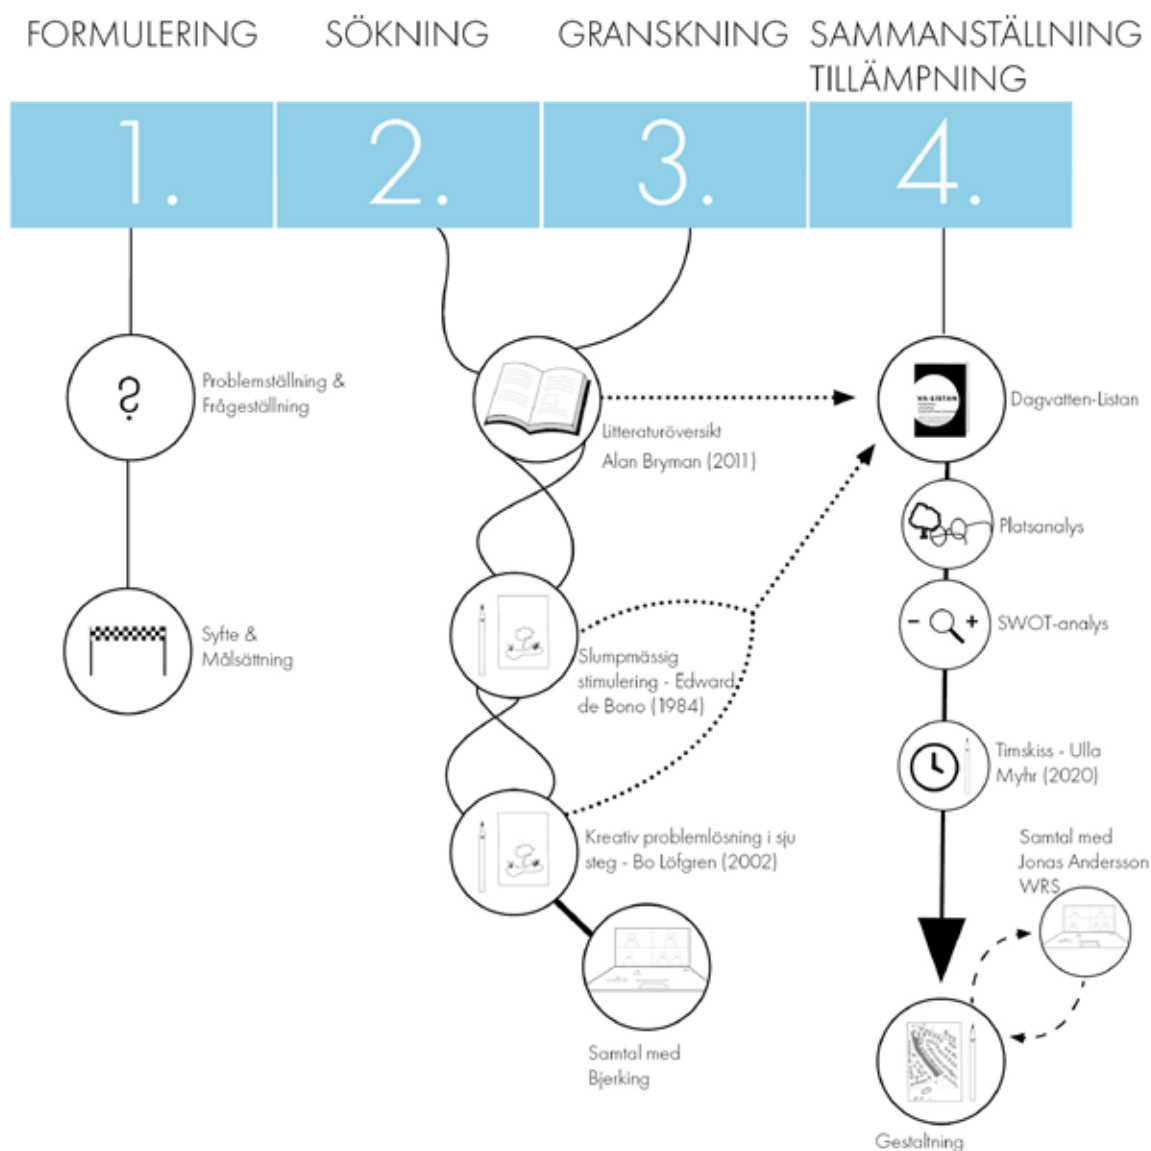 FORMULERING
SÖKNING
GRANSKNING
SAMMANSTÄLLNING
TILLÄMPNING
1.
2.
3.
4.
?
Problemställning &
Frågeställning
Syfte &
Målsättning
Litteraturöversikt
Alan Bryman (2011)
Slumpmässig
stimulering - Edward
de Bono (1984)
Kreativ problemlösning i sju
steg - Bo Löfgren (2002)
Samtal med
Bjerking
VA-LISTAN
Dagvatten-Listan
Platsanalys
- +
SWOT-analys
Timskiss - Ulla
Myhr (2020)
Samtal med
Jonas Andersson
WRS
Gestaltning